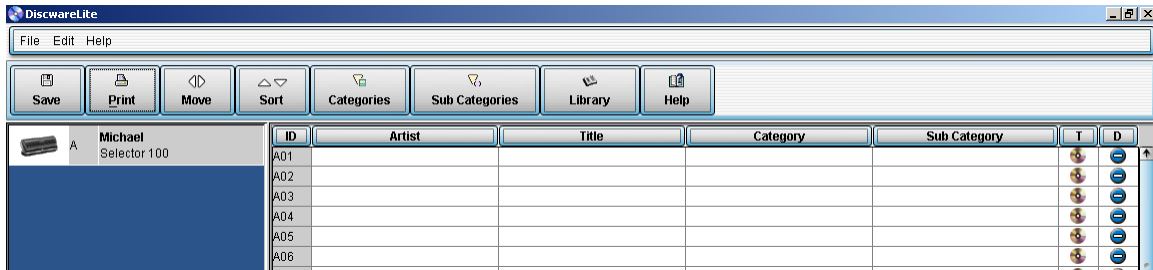 DiscwareLite
File Edit Help
Save Print Move Sort Categories Sub Categories Library Help
A Michael
Selector 100
ID Artist Title Category Sub Category T D
A01
A02
A03
A04
A05
A06